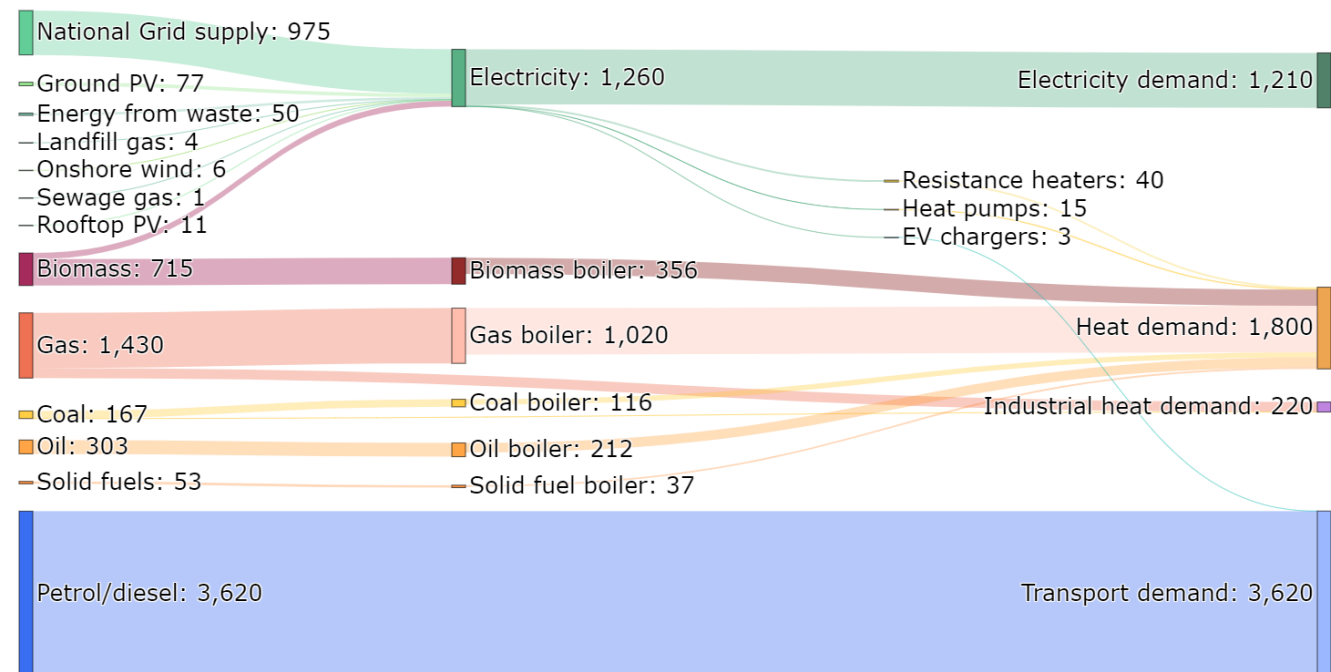 National Grid supply: 975
Electricity: 1,260
Electricity demand: 1,210
Ground PV: 77
Energy from waste: 50
Landfill gas: 4
Onshore wind: 6
Resistance heaters: 40
Sewage gas: 1
Heat pumps: 15
Rooftop PV: 11
EV chargers: 3
Biomass: 715
Biomass boiler: 356
Heat demand: 1,800
Gas: 1,430
Gas boiler: 1,020
Coal: 167
Coal boiler: 116
Industrial heat demand: 220
Oil: 303
Oil boiler: 212
Solid fuels: 53
Solid fuel boiler: 37
Petrol/diesel: 3,620
Transport demand: 3,620